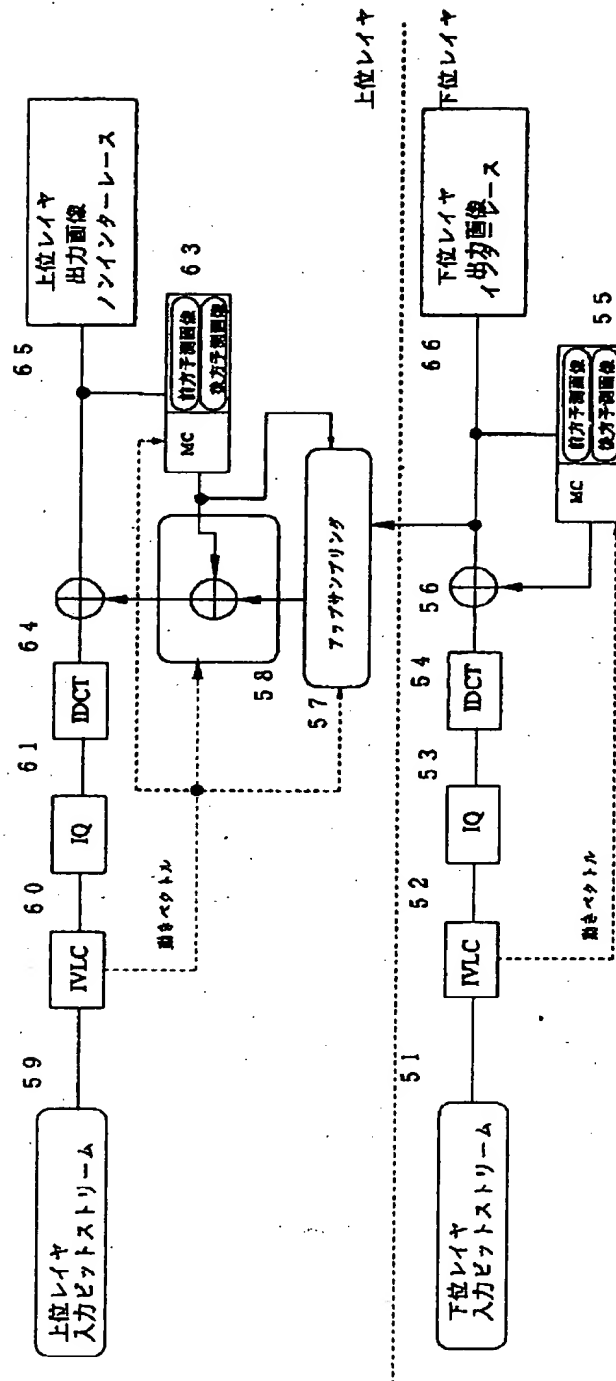 上位レイヤ
入力ビットストリーム
59
IVLC
60
IQ
61
IDCT
64
65
上位レイヤ
出力画像
ノンインターレース
動きベクトル
MC
前方予測画像
後方予測画像
63
58
57
アップサンプリング
上位レイヤ
下位レイヤ
下位レイヤ
入力ビットストリーム
51
IVLC
52
IQ
53
IDCT
54
56
66
下位レイヤ
出力画像
インターレース
動きベクトル
MC
前方予測画像
後方予測画像
55